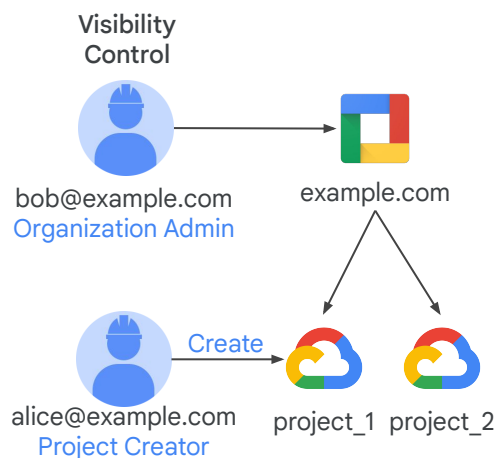 Visibility
Control
bob@example.com
Organization Admin
example.com
Create
alice@example.com
Project Creator
project_1
project_2